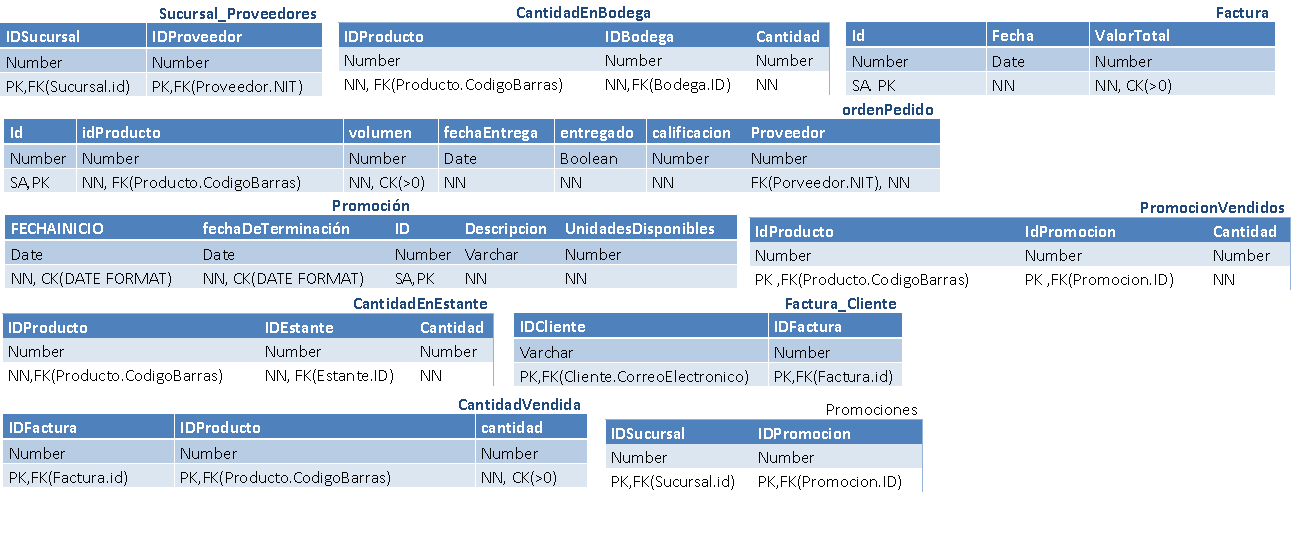 Sucursal_Proveedores
IDSucursal IDProveedor
Number Number
PK,FK(Sucursal.id) PK,FK(Proveedor.NIT)
CantidadEnBodega
IDProducto IDBodega Cantidad
Number Number Number
NN, FK(Producto.CodigoBarras) NN,FK(Bodega.ID) NN
Factura
Id Fecha ValorTotal
Number Date Number
SA. PK NN NN, CK(>0)
ordenPedido
Id idProducto volumen fechaEntrega entregado calificacion Proveedor
Number Number Number Date Boolean Number Number
SA,PK NN, FK(Producto.CodigoBarras) NN, CK(>0) NN NN NN FK(Porveedor.NIT), NN
Promoción
FECHAINICIO fechaDeTerminación ID Descripcion UnidadesDisponibles
Date Date Number Varchar Number
NN, CK(DATE FORMAT) NN, CK(DATE FORMAT) SA,PK NN NN
PromocionVendidos
IdProducto IdPromocion Cantidad
Number Number Number
PK ,FK(Producto.CodigoBarras) PK ,FK(Promocion.ID) NN
CantidadEnEstante
IDProducto IDEstante Cantidad
Number Number Number
NN,FK(Producto.CodigoBarras) NN, FK(Estante.ID) NN
Factura_Cliente
IDCliente IDFactura
Varchar Number
PK,FK(Cliente.CorreoElectronico) PK,FK(Factura.id)
CantidadVendida
IDFactura IDProducto cantidad
Number Number Number
PK,FK(Factura.id) PK,FK(Producto.CodigoBarras) NN, CK(>0)
Promociones
IDSucursal IDPromocion
Number Number
PK,FK(Sucursal.id) PK,FK(Promocion.ID)